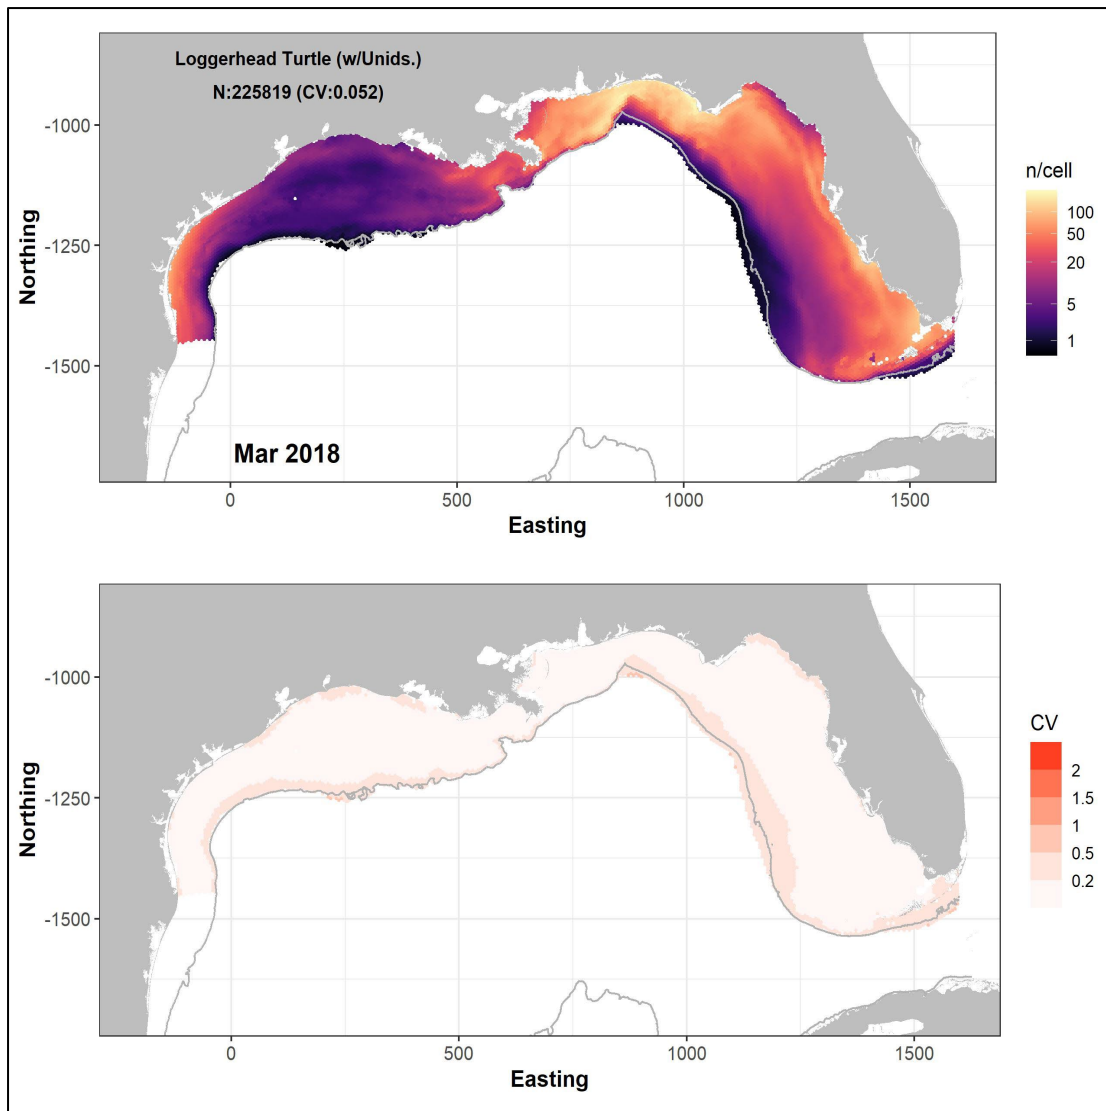 Loggerhead Turtle (w/Unids.)
N:225819 (CV:0.052)
-1000
-1250
-1500
Northing
Mar 2018
0 500 1000 1500
Easting
n/cell
100
50
20
5
1
-1000
-1250
-1500
Northing
0 500 1000 1500
Easting
CV
2
1.5
1
0.5
0.2